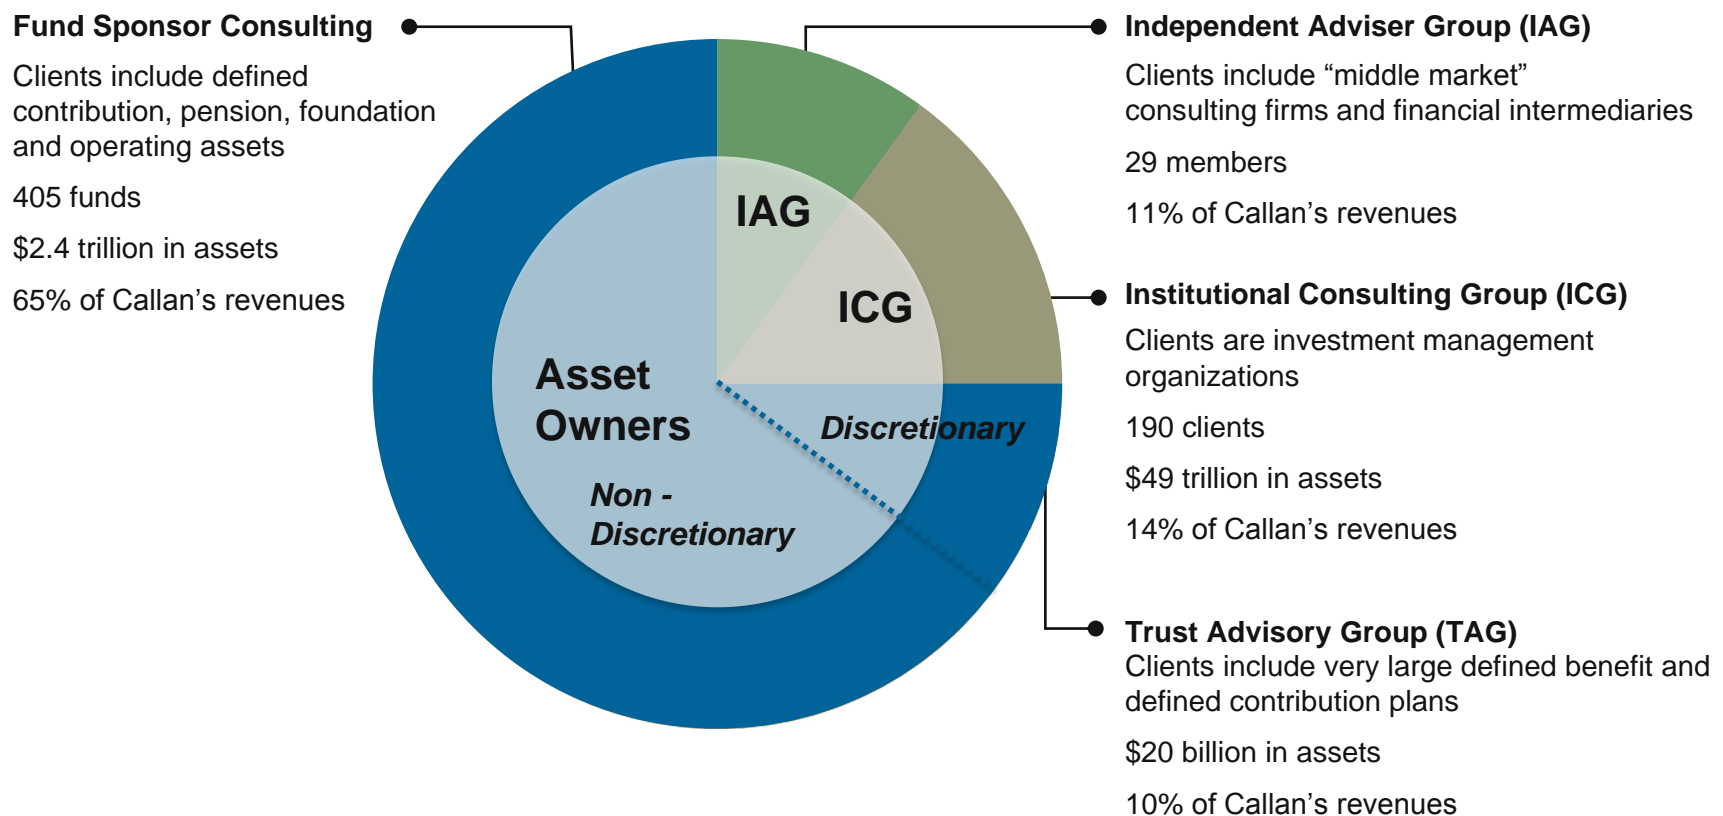 Fund Sponsor Consulting
Clients include defined
contribution, pension, foundation
and operating assets
405 funds
$2.4 trillion in assets
65% of Callan’s revenues
IAG
ICG
Asset
Owners
Discretionary
Non -
Discretionary
Independent Adviser Group (IAG)
Clients include “middle market”
consulting firms and financial intermediaries
29 members
11% of Callan’s revenues
Institutional Consulting Group (ICG)
Clients are investment management
organizations
190 clients
$49 trillion in assets
14% of Callan’s revenues
Trust Advisory Group (TAG)
Clients include very large defined benefit and
defined contribution plans
$20 billion in assets
10% of Callan’s revenues